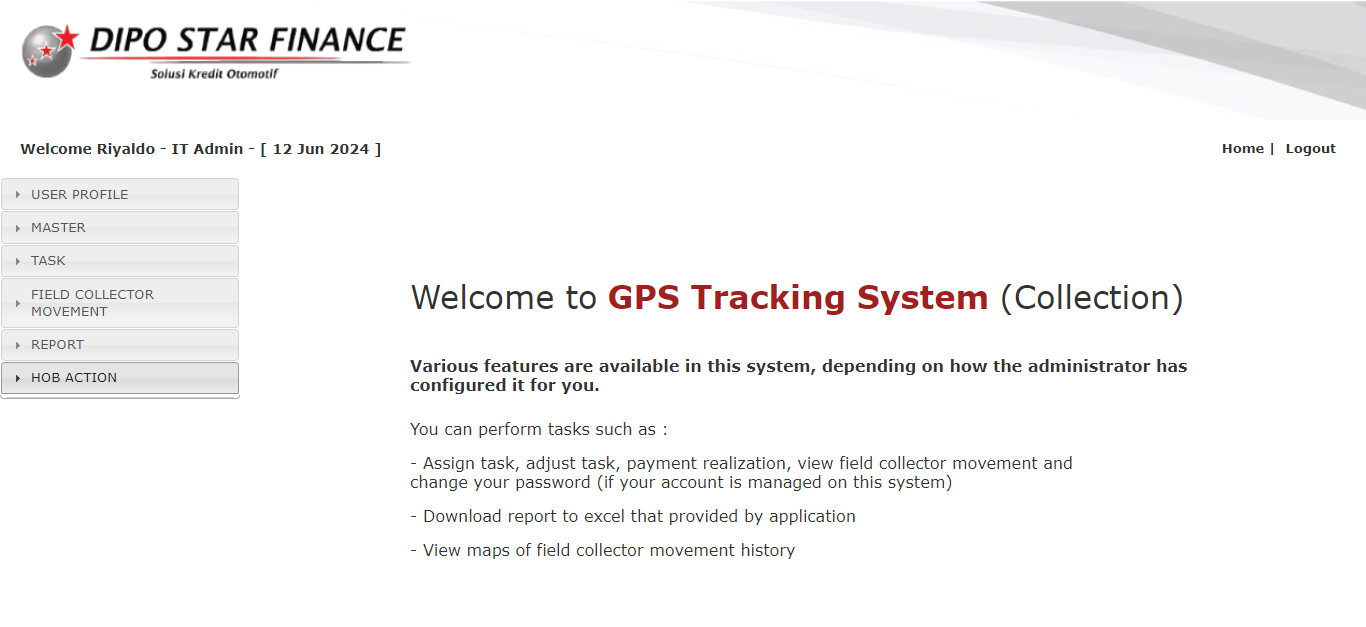 DIPO STAR FINANCE
Solusi Kredit Otomotif
Welcome Riyaldo - IT Admin - [ 12 Jun 2024 ]
Home | Logout
USER PROFILE
MASTER
TASK
FIELD COLLECTOR
MOVEMENT
REPORT
HOB ACTION
Welcome to GPS Tracking System (Collection)
Various features are available in this system, depending on how the administrator has
configured it for you.
You can perform tasks such as :
- Assign task, adjust task, payment realization, view field collector movement and
change your password (if your account is managed on this system)
- Download report to excel that provided by application
- View maps of field collector movement history